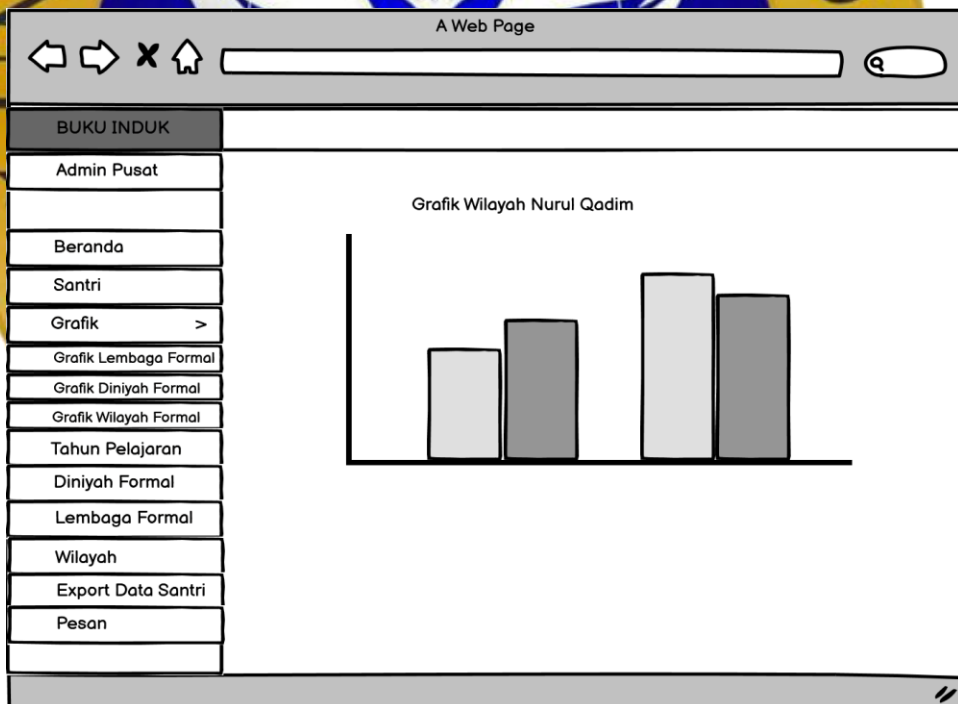 A Web Page
BUKU INDUK
Admin Pusat
Beranda
Santri
Grafik >
Grafik Lembaga Formal
Grafik Diniyah Formal
Grafik Wilayah Formal
Tahun Pelajaran
Diniyah Formal
Lembaga Formal
Wilayah
Export Data Santri
Pesan
Grafik Wilayah Nurul Qadim